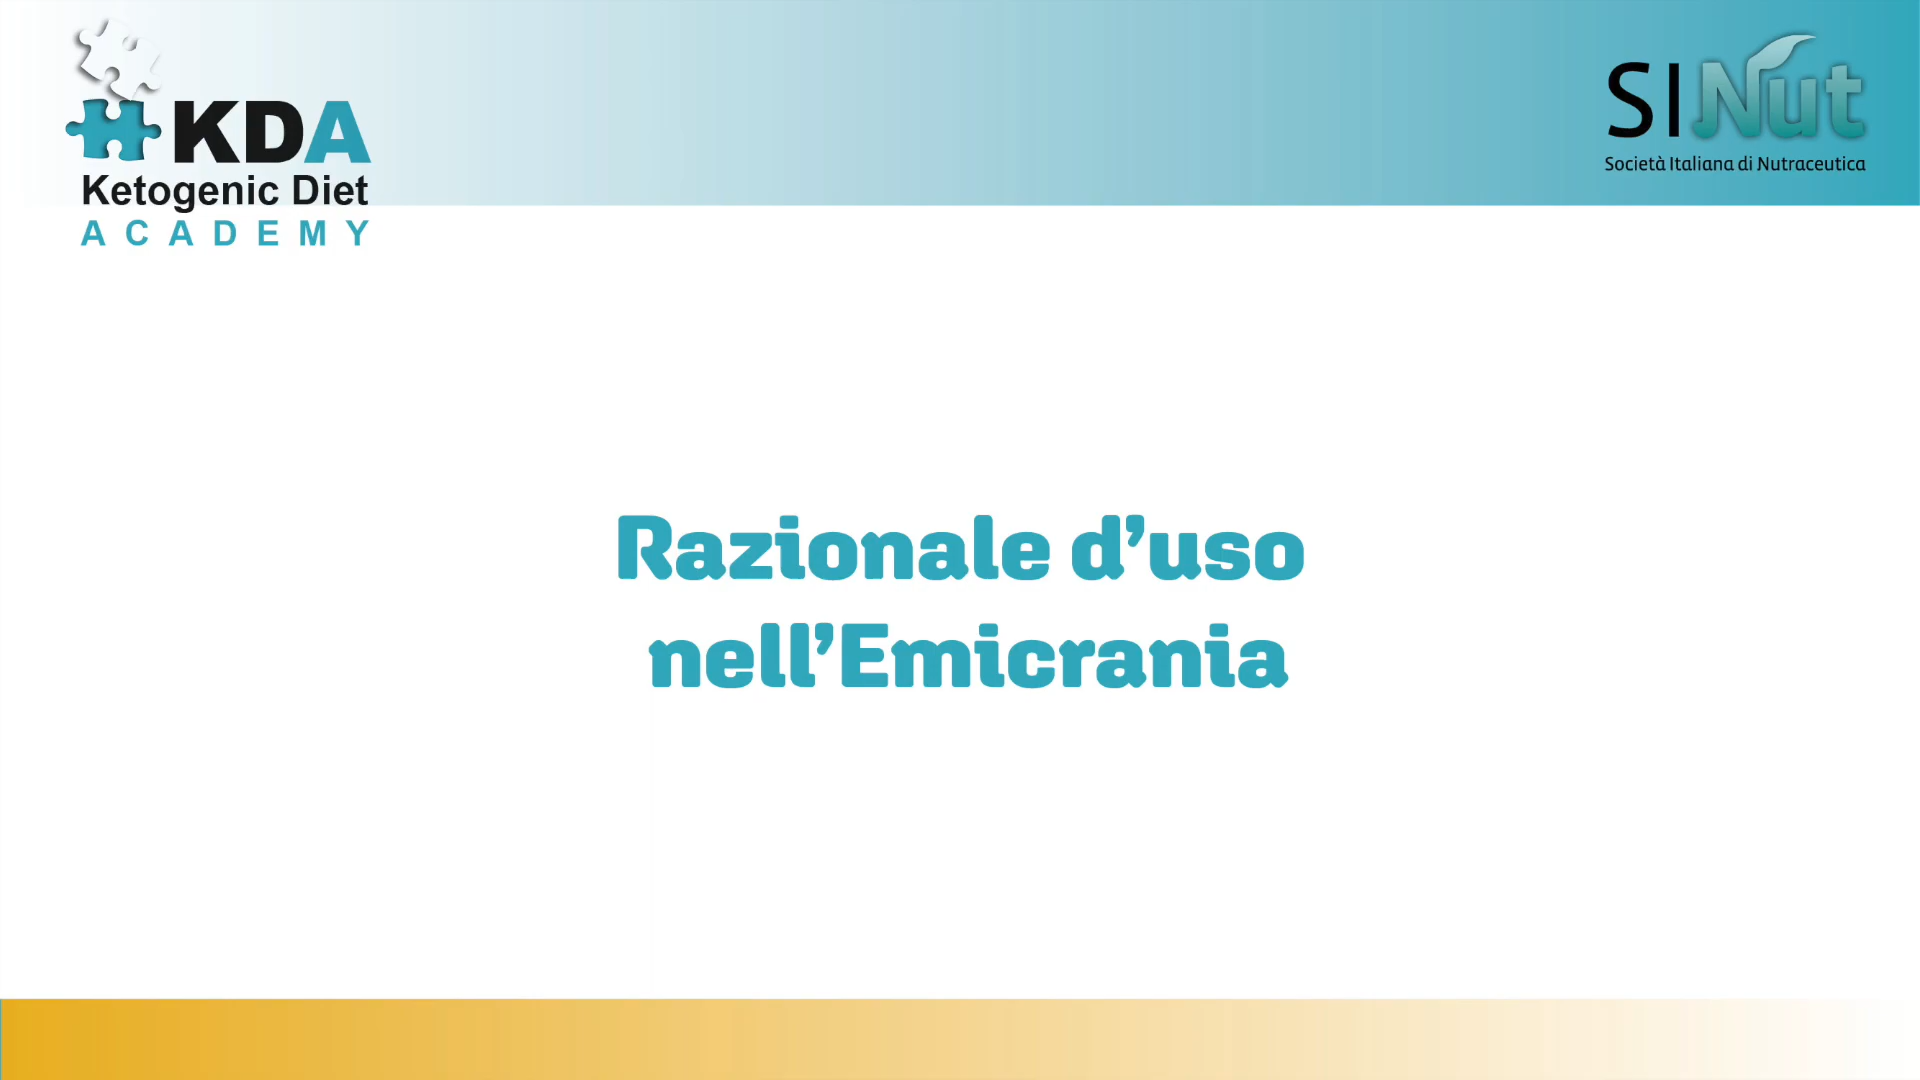 KDA
Ketogenic Diet
ACADEMY
SINut
Società Italiana di Nutraceutica
Razionale d’uso
nell’Emicrania